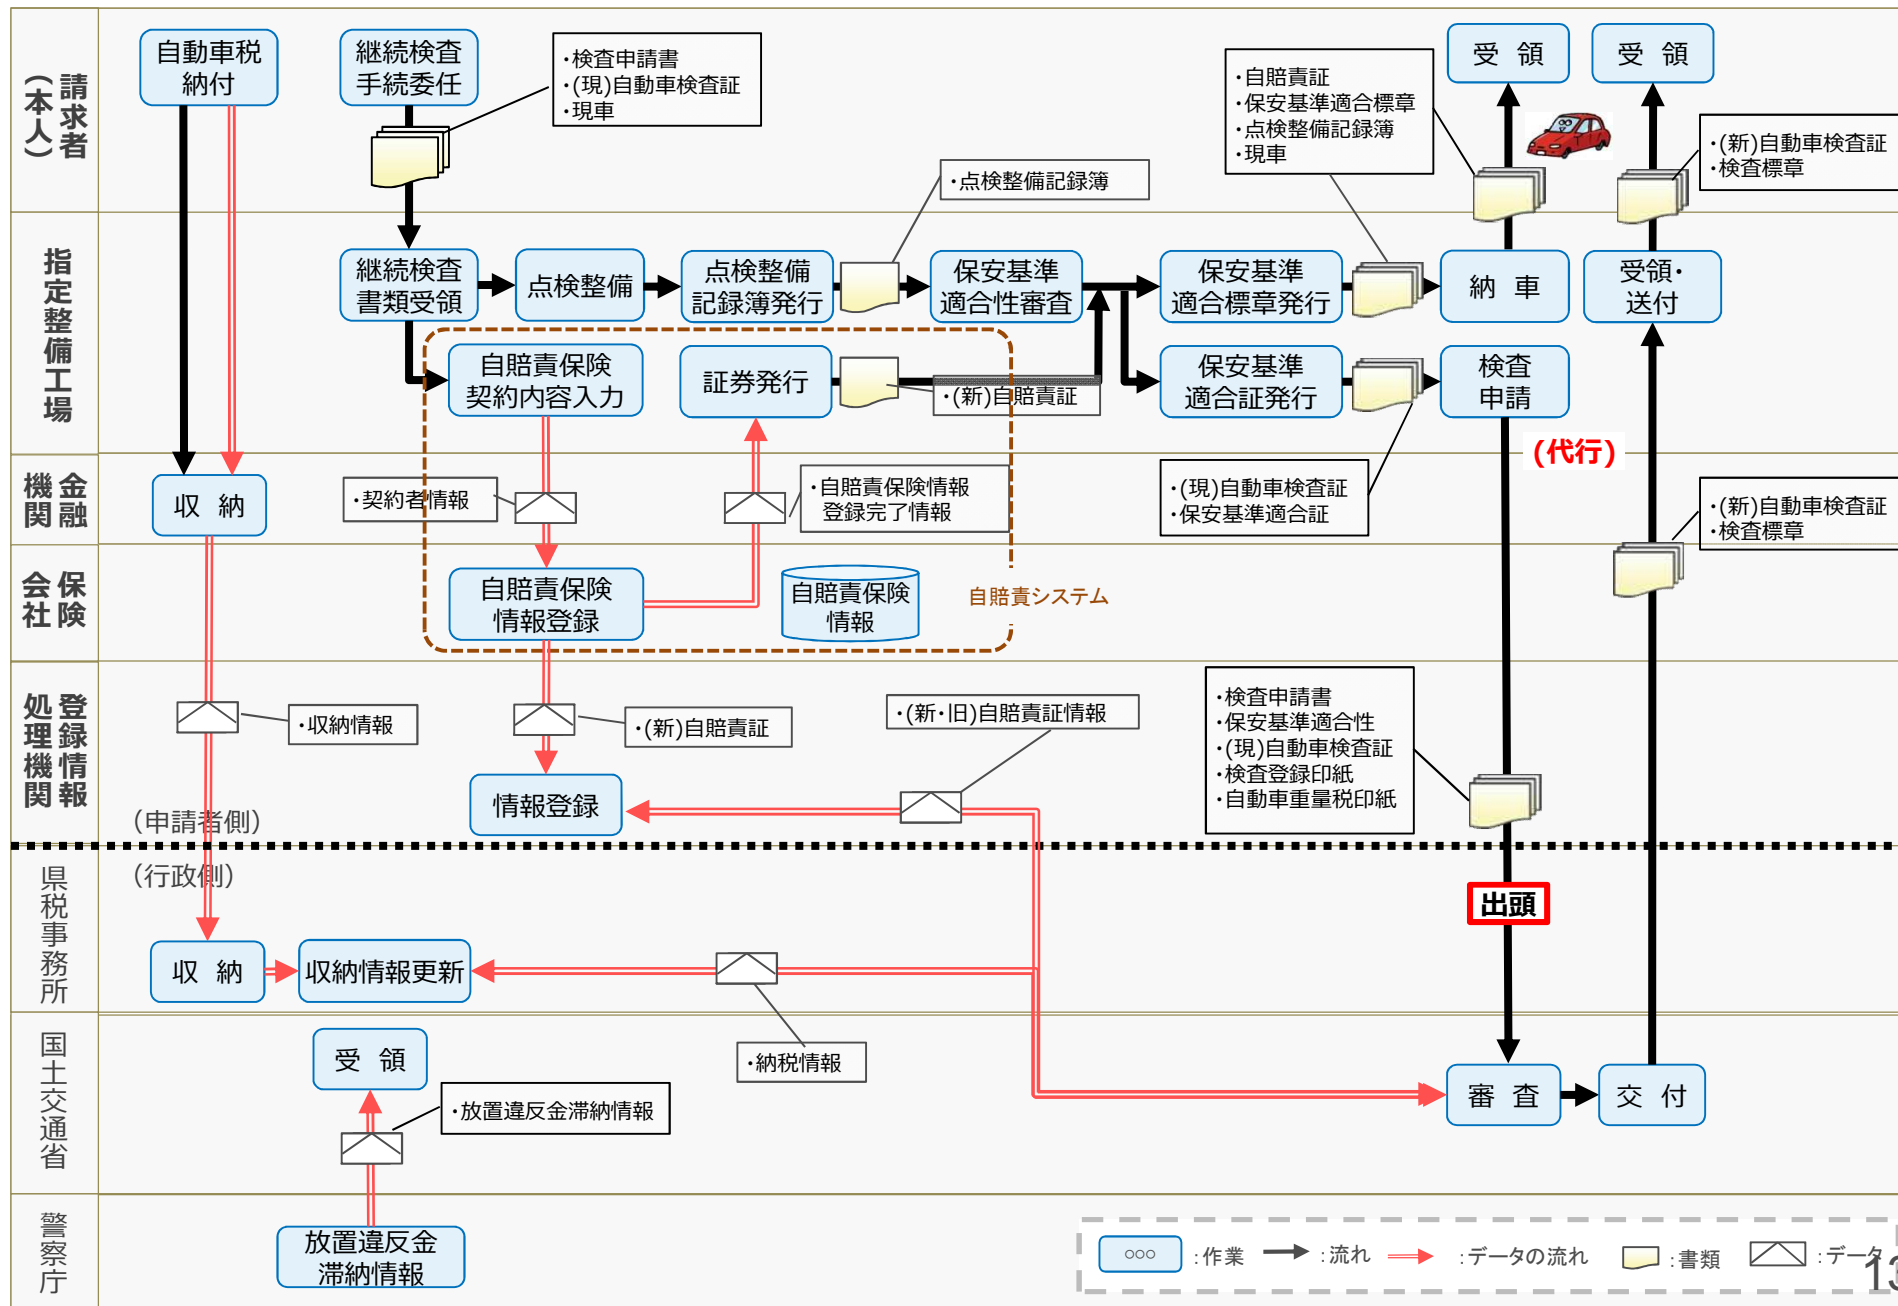 請求者
(本人)
自動車税
納付
継続検査
手続委任
・検査申請書
・(現)自動車検査証
・現車
・自賠責証
・保安基準適合標章
・点検整備記録簿
・現車
受 領
受 領
・(新)自動車検査証
・検査標章
・点検整備記録簿
指定整備工場
継続検査
書類受領
点検整備
点検整備
記録簿発行
保安基準
適合性審査
保安基準
適合標章発行
納 車
受領・
送付
自賠責保険
契約内容入力
証券発行
・(新)自賠責証
保安基準
適合証発行
検査
申請
(代行)
金融
機関
収 納
・契約者情報
・自賠責保険情報
登録完了情報
・(現)自動車検査証
・保安基準適合証
・(新)自動車検査証
・検査標章
保険
会社
自賠責保険
情報登録
自賠責保険
情報
自賠責システム
登録情報
処理機関
・収納情報
・(新)自賠責証
・(新・旧)自賠責証情報
・検査申請書
・保安基準適合性
・(現)自動車検査証
・検査登録印紙
・自動車重量税印紙
情報登録
(申請者側)
(行政側)
県税事務所
出頭
収 納
収納情報更新
・納税情報
国土交通省
受 領
・放置違反金滞納情報
審 査
交 付
警察庁
放置違反金
滞納情報
○○○
:作業
:流れ
:データの流れ
:書類
:データ
13